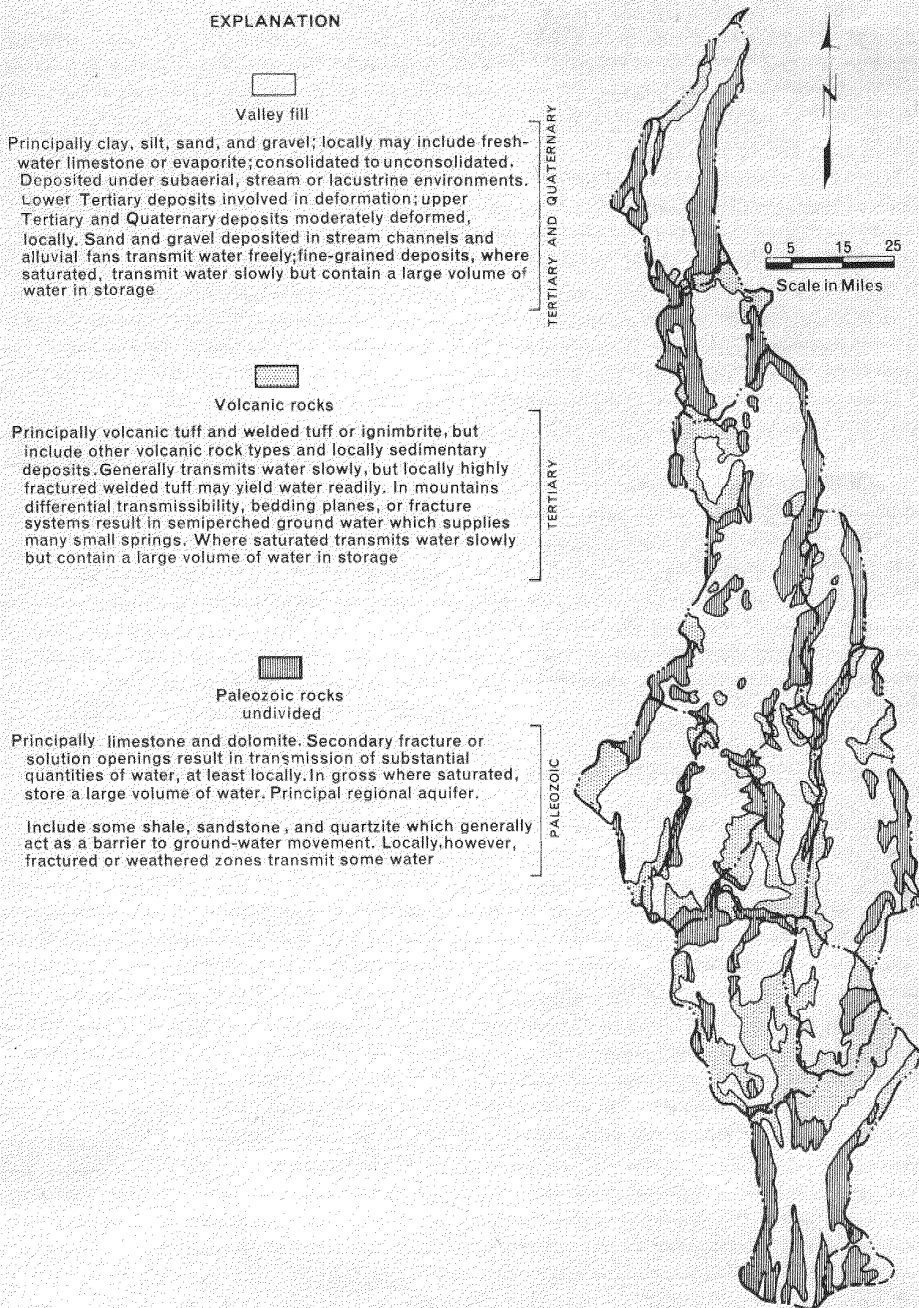 EXPLANATION
Valley fill
Principally clay, silt, sand, and gravel; locally may include fresh-
water limestone or evaporite; consolidated to unconsolidated.
Deposited under subaerial, stream or lacustrine environments.
Lower Tertiary deposits involved in deformation; upper
Tertiary and Quaternary deposits moderately deformed,
locally. Sand and gravel deposited in stream channels and
alluvial fans transmit water freely; fine-grained deposits, where
saturated, transmit water slowly but contain a large volume of
water in storage
TERTIARY AND QUATERNARY
Volcanic rocks
Principally volcanic tuff and welded tuff or ignimbrite, but
include other volcanic rock types and locally sedimentary
deposits. Generally transmits water slowly, but locally highly
fractured welded tuff may yield water readily. In mountains
differential transmissibility, bedding planes, or fracture
systems result in semiperched ground water which supplies
many small springs. Where saturated transmits water slowly
but contain a large volume of water in storage
TERTIARY
Paleozoic rocks
undivided
Principally limestone and dolomite. Secondary fracture or
solution openings result in transmission of substantial
quantities of water, at least locally. In gross where saturated,
store a large volume of water. Principal regional aquifer.
Include some shale, sandstone, and quartzite which generally
act as a barrier to ground-water movement. Locally, however,
fractured or weathered zones transmit some water
PALEOZOIC
N
0 5 15 25
Scale in Miles